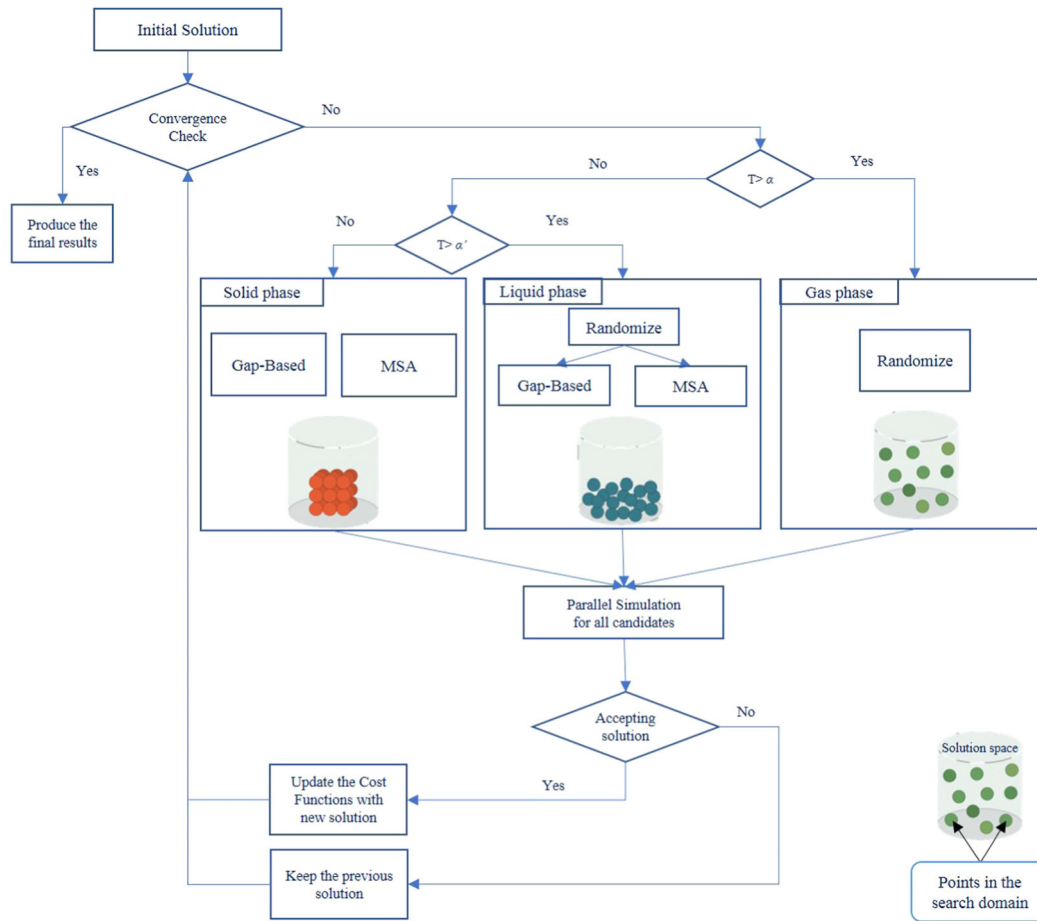 Initial Solution
No
Convergence
Check
Yes
No
T> α
Yes
Produce the
final results
No
T> α´
Yes
Solid phase
Liquid phase
Gas phase
Randomize
Randomize
Gap-Based
MSA
Gap-Based
MSA
Parallel Simulation
for all candidates
Accepting
solution
No
Yes
Update the Cost
Functions with
new solution
Keep the previous
solution
Solution space
Points in the
search domain